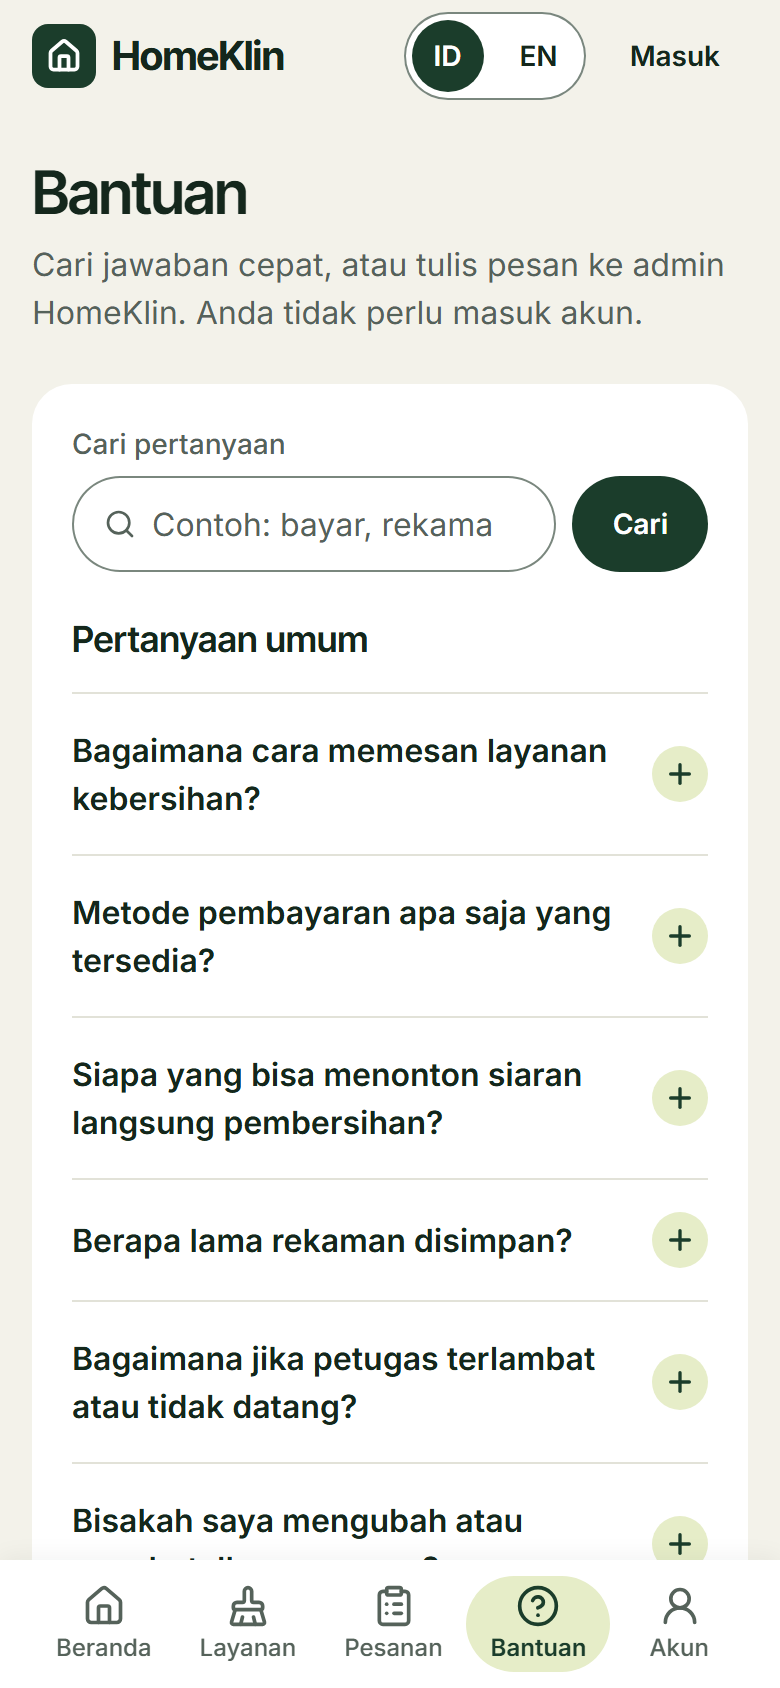 HomeKlin
ID EN
Masuk
Bantuan
Cari jawaban cepat, atau tulis pesan ke admin
HomeKlin. Anda tidak perlu masuk akun.
Cari pertanyaan
Contoh: bayar, rekama
Cari
Pertanyaan umum
Bagaimana cara memesan layanan
kebersihan?
Metode pembayaran apa saja yang
tersedia?
Siapa yang bisa menonton siaran
langsung pembersihan?
Berapa lama rekaman disimpan?
Bagaimana jika petugas terlambat
atau tidak datang?
Bisakah saya mengubah atau
Beranda
Layanan
Pesanan
Bantuan
Akun